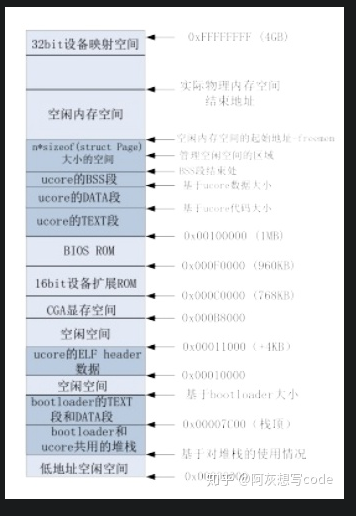 32bit设备映射空间
0xFFFFFFFF (4GB)
实际物理内存空间
结束地址
空闲内存空间
空闲内存空间的起始地址-freemem
n*sizeof(struct Page)
大小的空间
管理空闲空间的区域
BSS段结束处
ucore的BSS段
基于ucore数据大小
ucore的DATA段
基于ucore代码大小
ucore的TEXT段
0x00100000 (1MB)
BIOS ROM
0x000F0000 (960KB)
16bit设备扩展ROM
0x000C0000 (768KB)
CGA显存空间
0x000B8000
空闲空间
0x00011000 (+4KB)
ucore的ELF header
数据
0x00010000
空闲空间
基于bootloader大小
bootloader的TEXT
段和DATA段
0x00007C00 (栈顶)
bootloader和
ucore共用的堆栈
基于对堆栈的使用情况
低地址空闲空间
知乎 @阿灰想写code